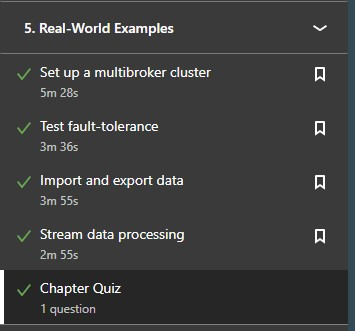 5. Real-World Examples
Set up a multibroker cluster
5m 28s
Test fault-tolerance
3m 36s
Import and export data
3m 55s
Stream data processing
2m 55s
Chapter Quiz
1 question